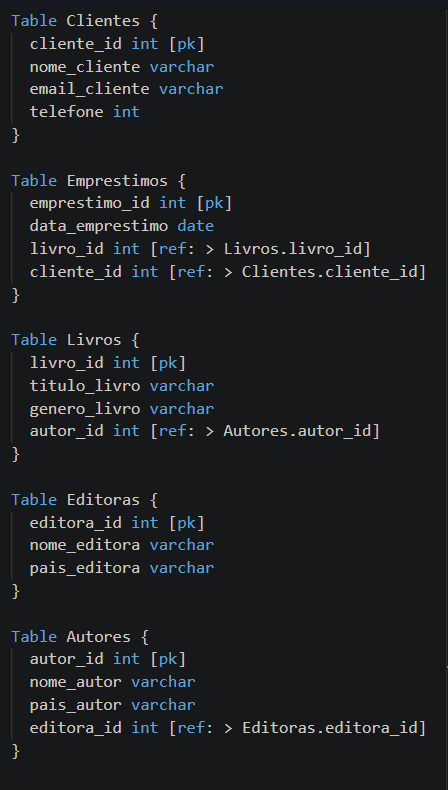 Table Clientes {
cliente_id int [pk]
nome_cliente varchar
email_cliente varchar
telefone int
}
Table Emprestimos {
emprestimo_id int [pk]
data_emprestimo date
livro_id int [ref: > Livros.livro_id]
cliente_id int [ref: > Clientes.cliente_id]
}
Table Livros {
livro_id int [pk]
titulo_livro varchar
genero_livro varchar
autor_id int [ref: > Autores.autor_id]
}
Table Editoras {
editora_id int [pk]
nome_editora varchar
pais_editora varchar
}
Table Autores {
autor_id int [pk]
nome_autor varchar
pais_autor varchar
editora_id int [ref: > Editoras.editora_id]
}